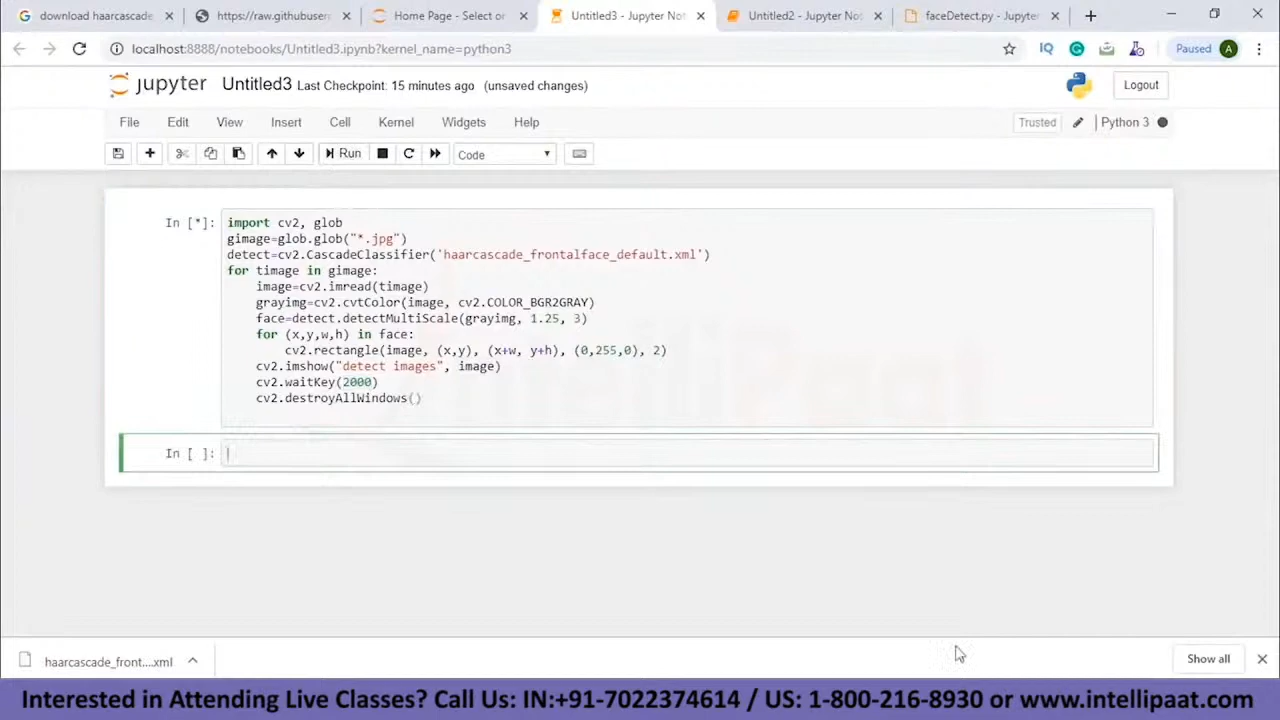 download haarcascade
https://raw.githubuser
Home Page - Select or
Untitled3 - Jupyter Not
Untitled2 - Jupyter Not
faceDetect.py - Jupyter
localhost:8888/notebooks/Untitled3.ipynb?kernel_name=python3
IQ
Paused
A
jupyter Untitled3 Last Checkpoint: 15 minutes ago (unsaved changes)
Logout
File Edit View Insert Cell Kernel Widgets Help
Trusted
Python 3
Run
Code
In [*]:
import cv2, glob
gimage=glob.glob("*.jpg")
detect=cv2.CascadeClassifier('haarcascade_frontalface_default.xml')
for timage in gimage:
    image=cv2.imread(timage)
    grayimg=cv2.cvtColor(image, cv2.COLOR_BGR2GRAY)
    face=detect.detectMultiScale(grayimg, 1.25, 3)
    for (x,y,w,h) in face:
        cv2.rectangle(image, (x,y), (x+w, y+h), (0,255,0), 2)
    cv2.imshow("detect images", image)
    cv2.waitKey(2000)
    cv2.destroyAllWindows()
In [ ]:
haarcascade_front....xml
Show all
Interested in Attending Live Classes? Call Us: IN:+91-7022374614 / US: 1-800-216-8930 or www.intellipaat.com